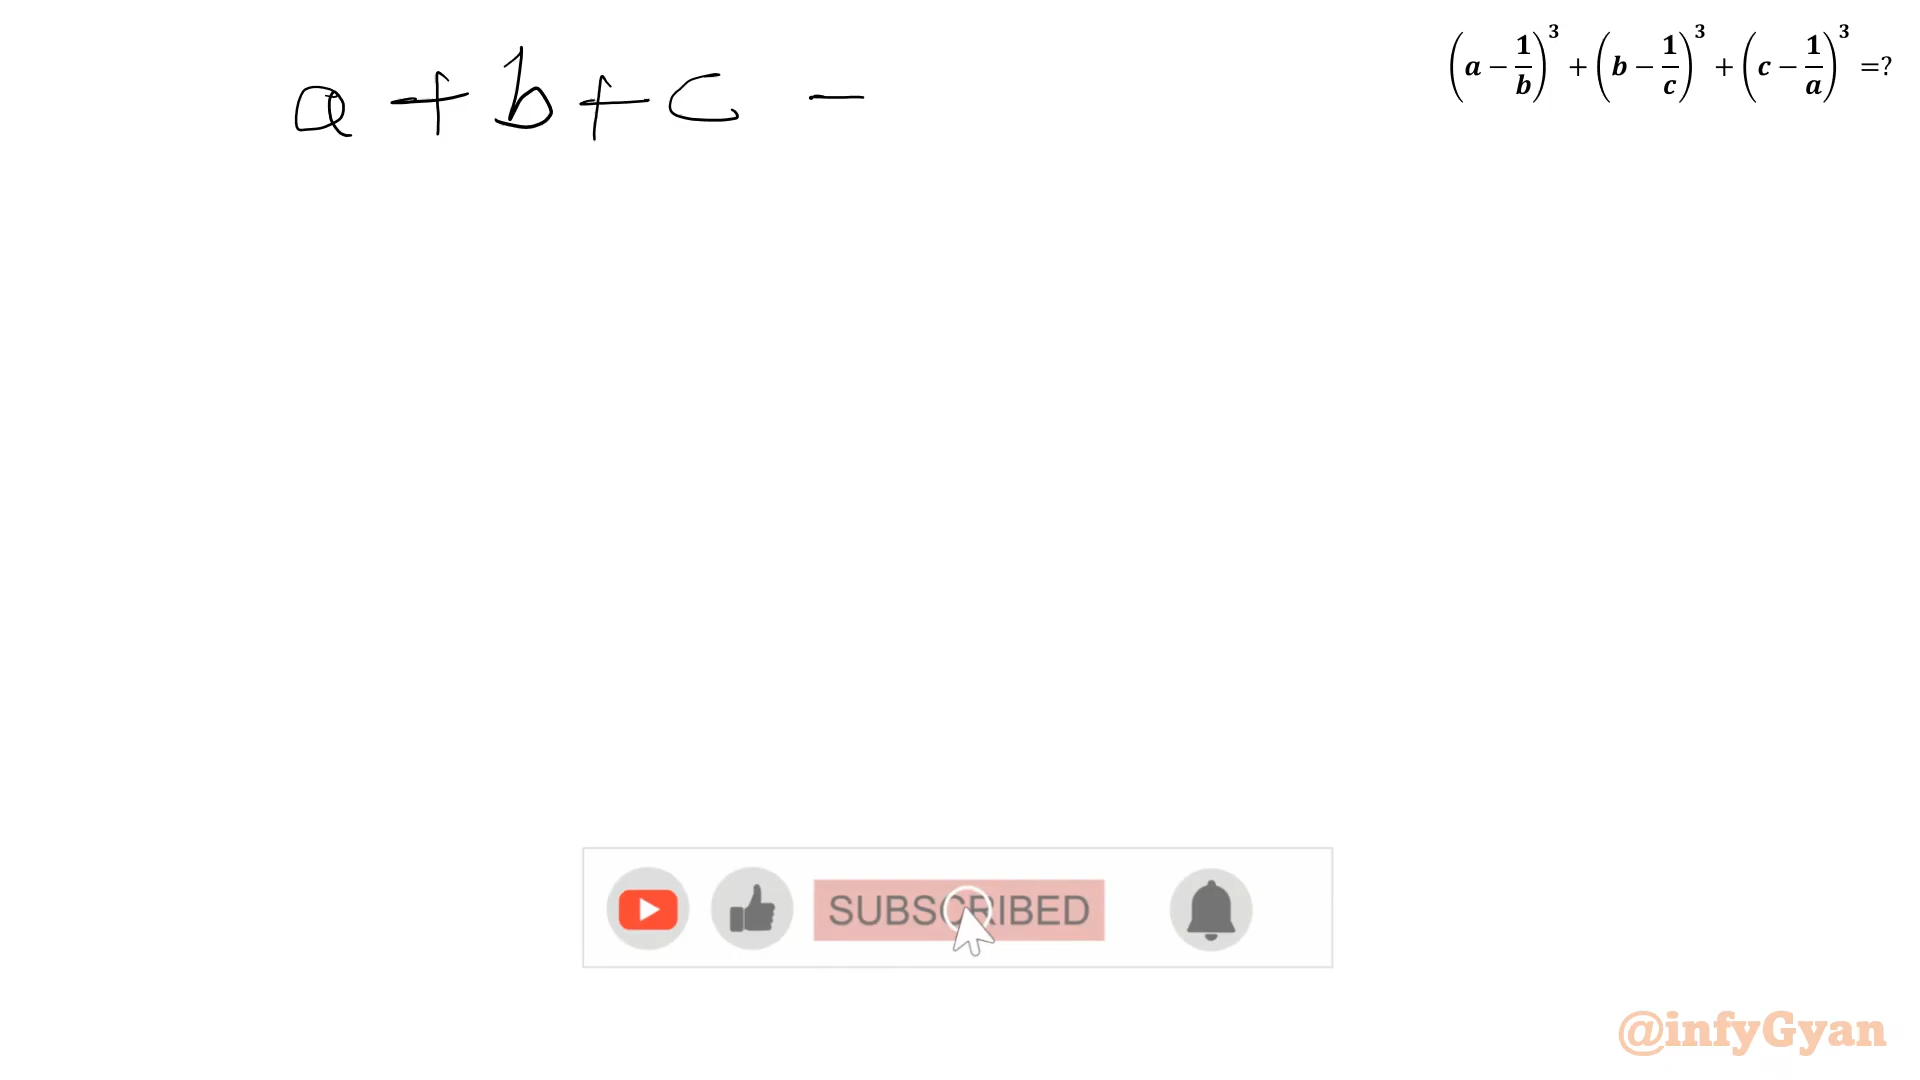 a + b + c -
(a - 1/b)^3 + (b - 1/c)^3 + (c - 1/a)^3 =?
SUBSCRIBED
@infyGyan